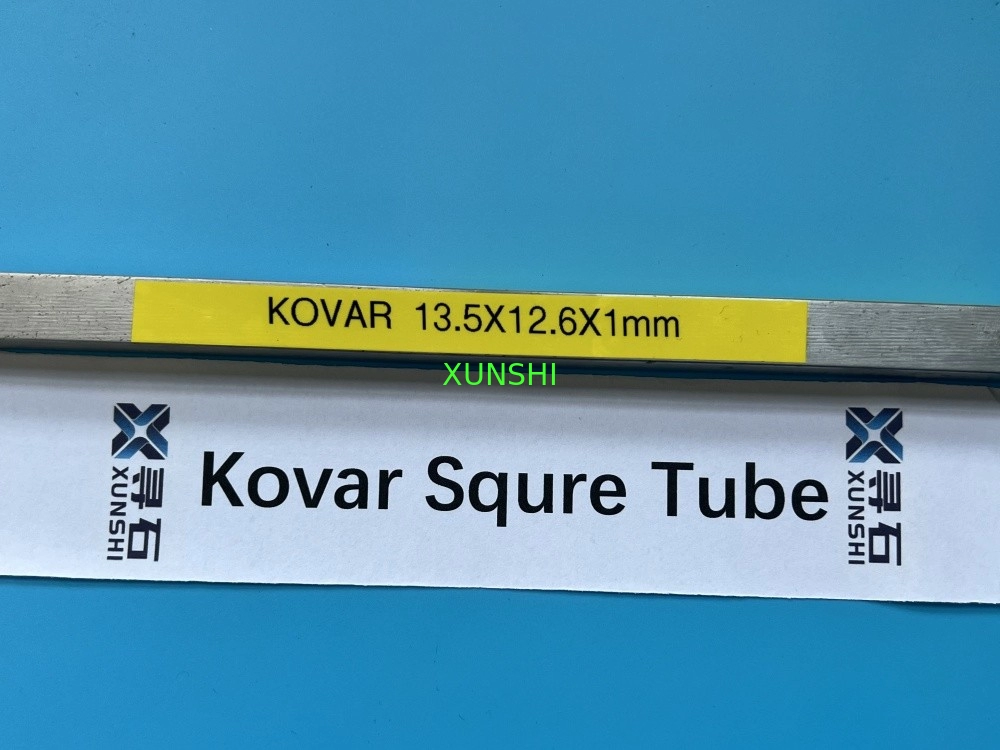 KOVAR 13.5X12.6X1mm
XUNSHI
寻石
XUNSHI
Kovar Squre Tube
寻石
XUNSHI